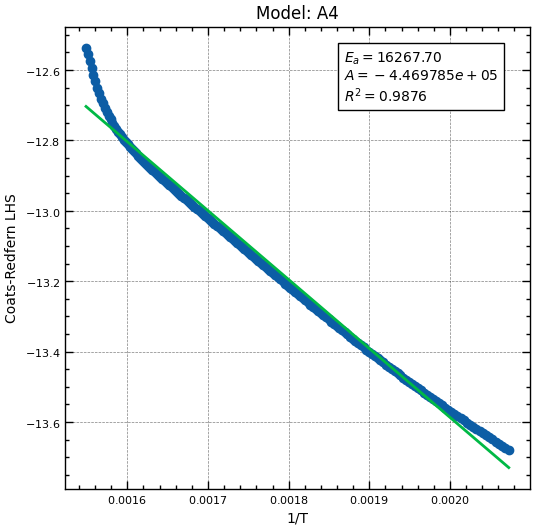 Model: A4
E_a = 16267.70
A = −4.469785e+05
R^2 = 0.9876
Coats-Redfern LHS
−12.6
−12.8
−13.0
−13.2
−13.4
−13.6
0.0016 0.0017 0.0018 0.0019 0.0020
1/T